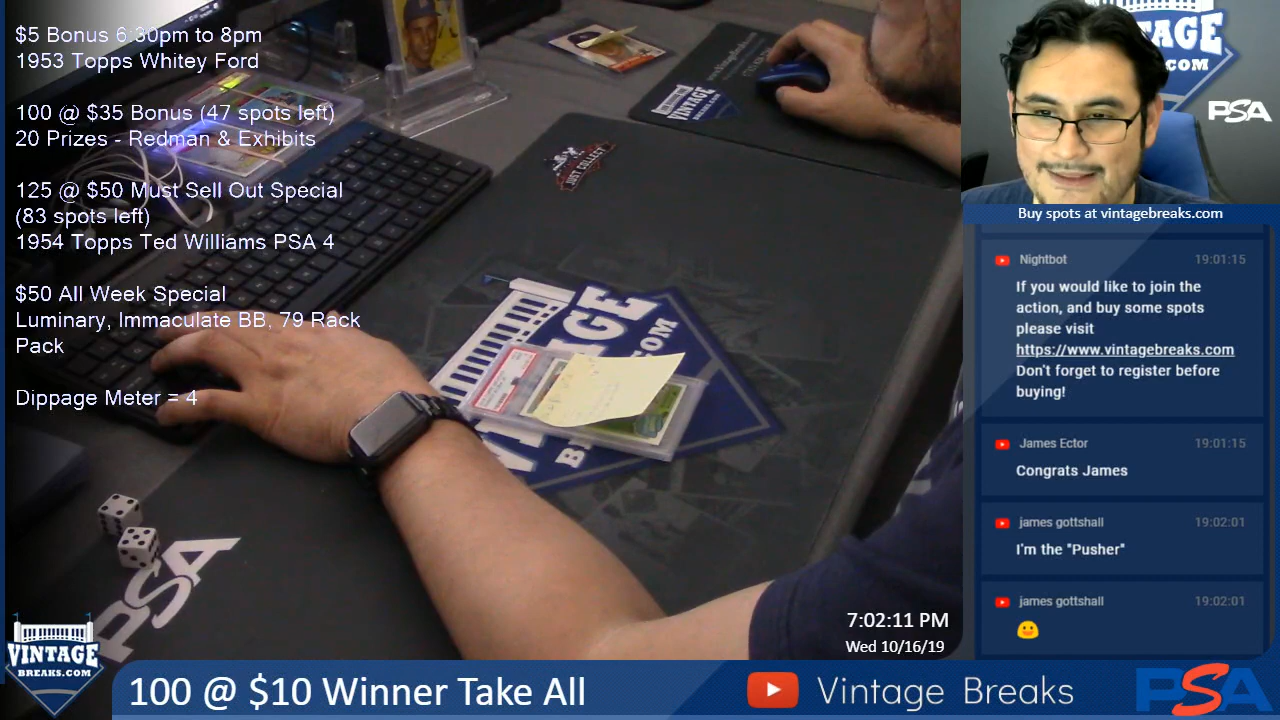 $5 Bonus 6:30pm to 8pm
1953 Topps Whitey Ford
100 @ $35 Bonus (47 spots left)
20 Prizes - Redman & Exhibits
125 @ $50 Must Sell Out Special
(83 spots left)
1954 Topps Ted Williams PSA 4
$50 All Week Special
Luminary, Immaculate BB, 79 Rack
Pack
Dippage Meter = 4
JUST COLLECT
VINTAGE
PSA
VINTAGE
BREAKS.COM
7:02:11 PM
Wed 10/16/19
100 @ $10 Winner Take All
Vintage Breaks
PSA
PSA
Buy spots at vintagebreaks.com
Nightbot 19:01:15
If you would like to join the
action, and buy some spots
please visit
https://www.vintagebreaks.com
Don't forget to register before
buying!
James Ector 19:01:15
Congrats James
james gottshall 19:02:01
I'm the "Pusher"
james gottshall 19:02:01